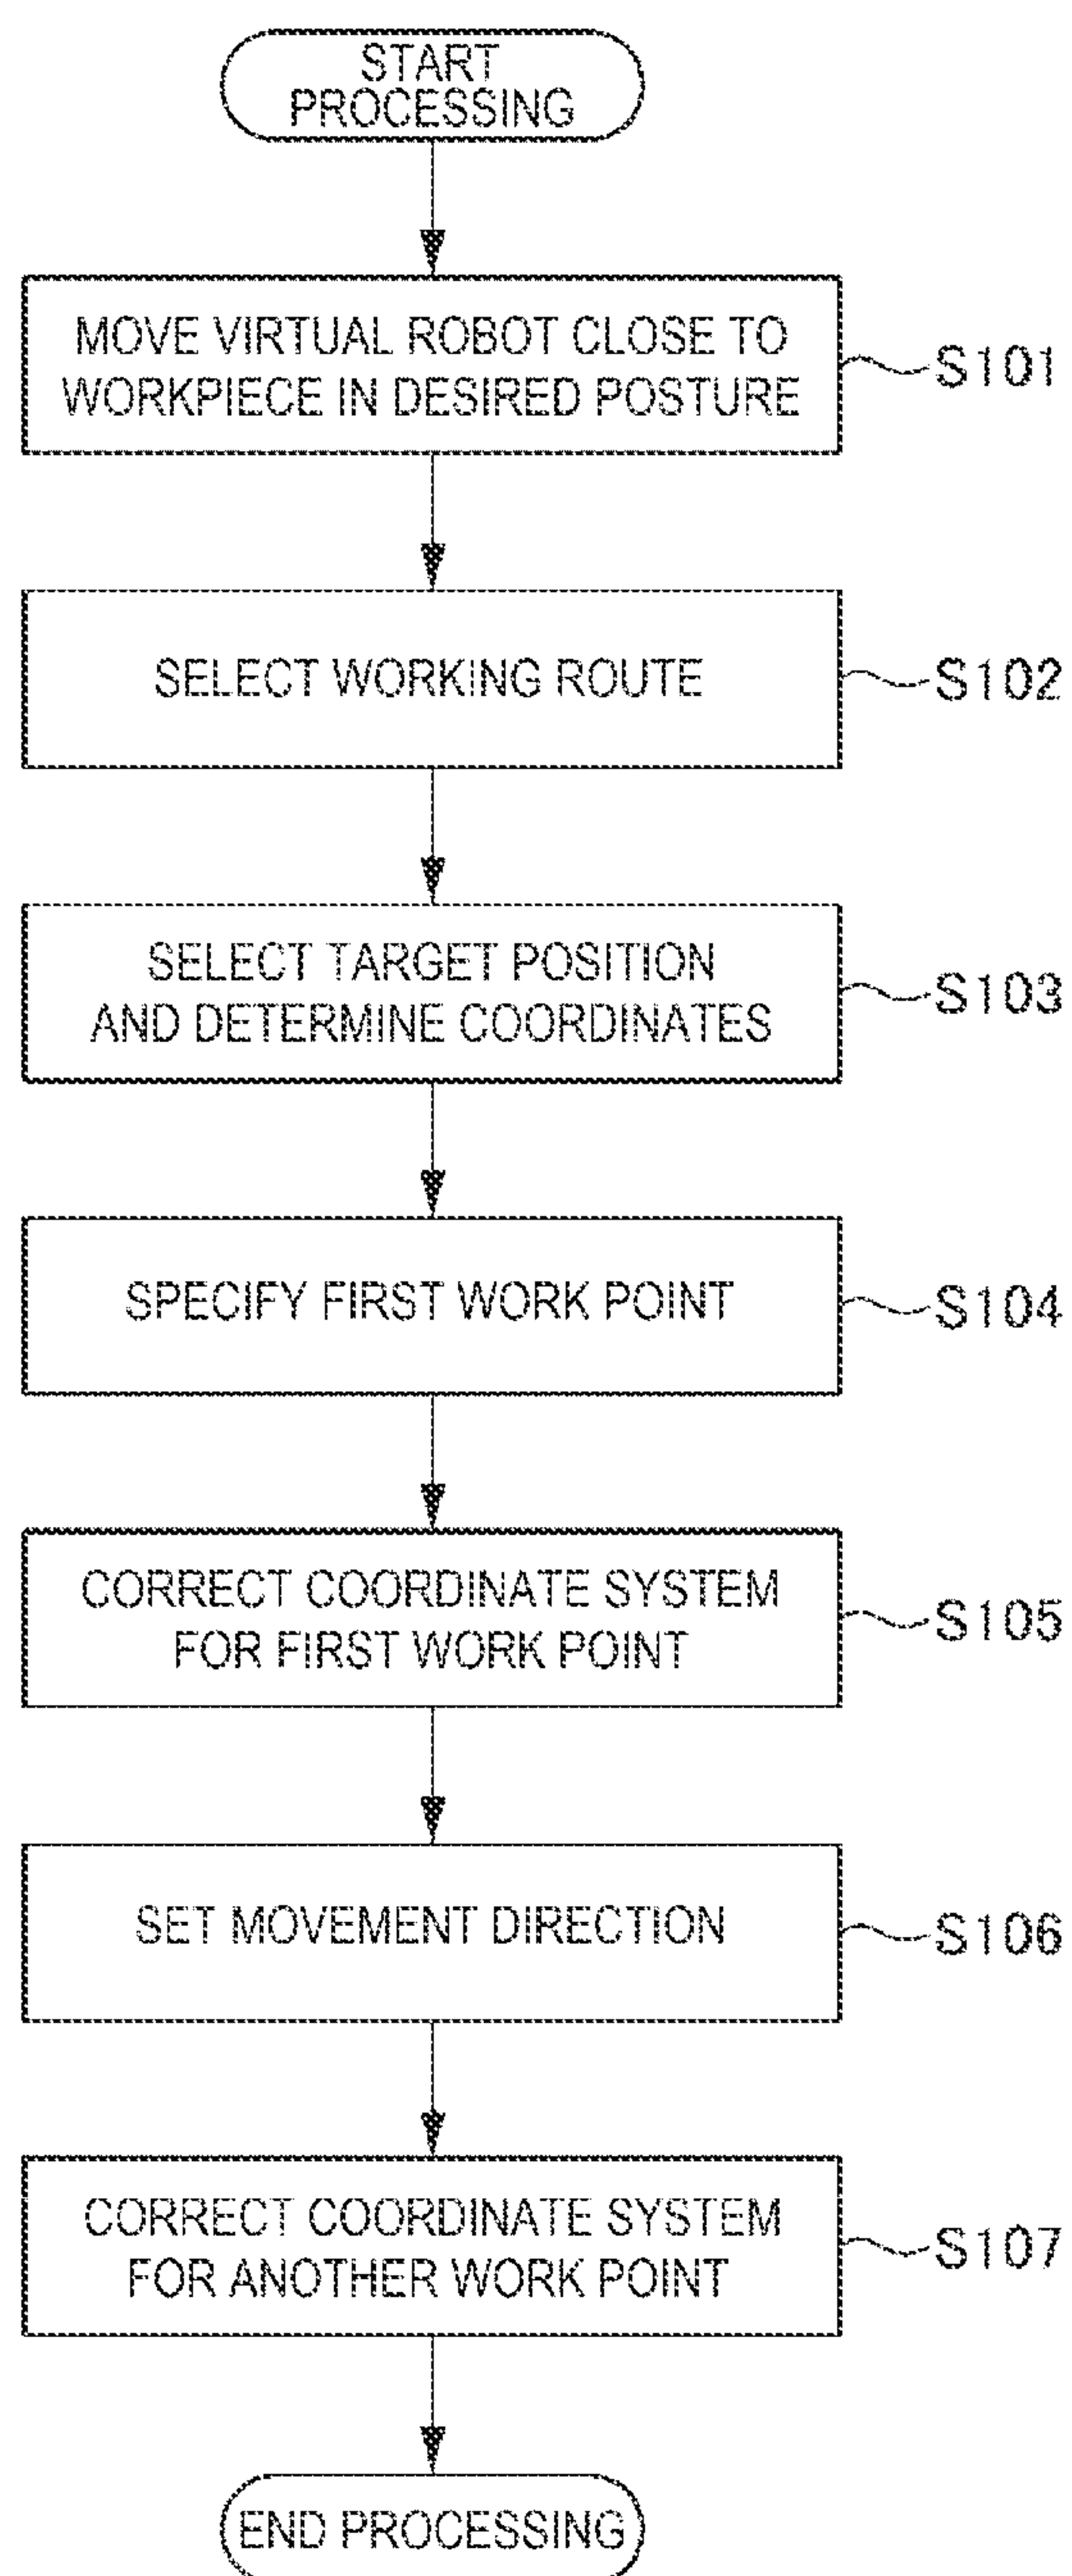 START
PROCESSING
MOVE VIRTUAL ROBOT CLOSE TO
WORKPIECE IN DESIRED POSTURE
S101
SELECT WORKING ROUTE
S102
SELECT TARGET POSITION
AND DETERMINE COORDINATES
S103
SPECIFY FIRST WORK POINT
S104
CORRECT COORDINATE SYSTEM
FOR FIRST WORK POINT
S105
SET MOVEMENT DIRECTION
S106
CORRECT COORDINATE SYSTEM
FOR ANOTHER WORK POINT
S107
END PROCESSING